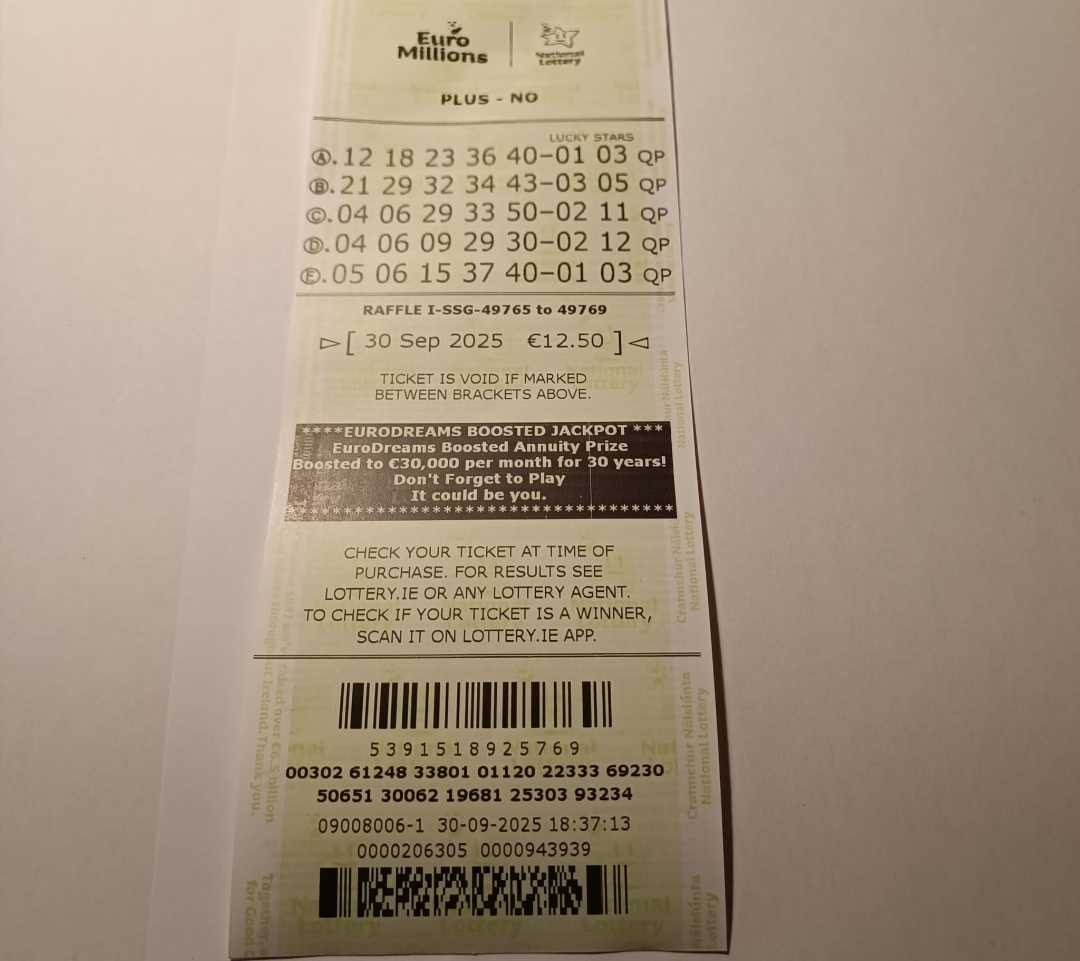 Euro
Millions
National
Lottery
PLUS - NO
LUCKY STARS
Ⓐ. 12 18 23 36 40-01 03 QP
Ⓑ. 21 29 32 34 43-03 05 QP
Ⓒ. 04 06 29 33 50-02 11 QP
Ⓓ. 04 06 09 29 30-02 12 QP
Ⓔ. 05 06 15 37 40-01 03 QP
RAFFLE I-SSG-49765 to 49769
▷[ 30 Sep 2025 €12.50 ]◁
TICKET IS VOID IF MARKED
BETWEEN BRACKETS ABOVE.
****EURODREAMS BOOSTED JACKPOT ***
EuroDreams Boosted Annuity Prize
Boosted to €30,000 per month for 30 years!
Don't Forget to Play
It could be you.
CHECK YOUR TICKET AT TIME OF
PURCHASE. FOR RESULTS SEE
LOTTERY.IE OR ANY LOTTERY AGENT.
TO CHECK IF YOUR TICKET IS A WINNER,
SCAN IT ON LOTTERY.IE APP.
5391518925769
00302 61248 33801 01120 22333 69230
50651 30062 19681 25303 93234
09008006-1 30-09-2025 18:37:13
0000206305 0000943939
Crannchur Náisiúnta
National Lottery